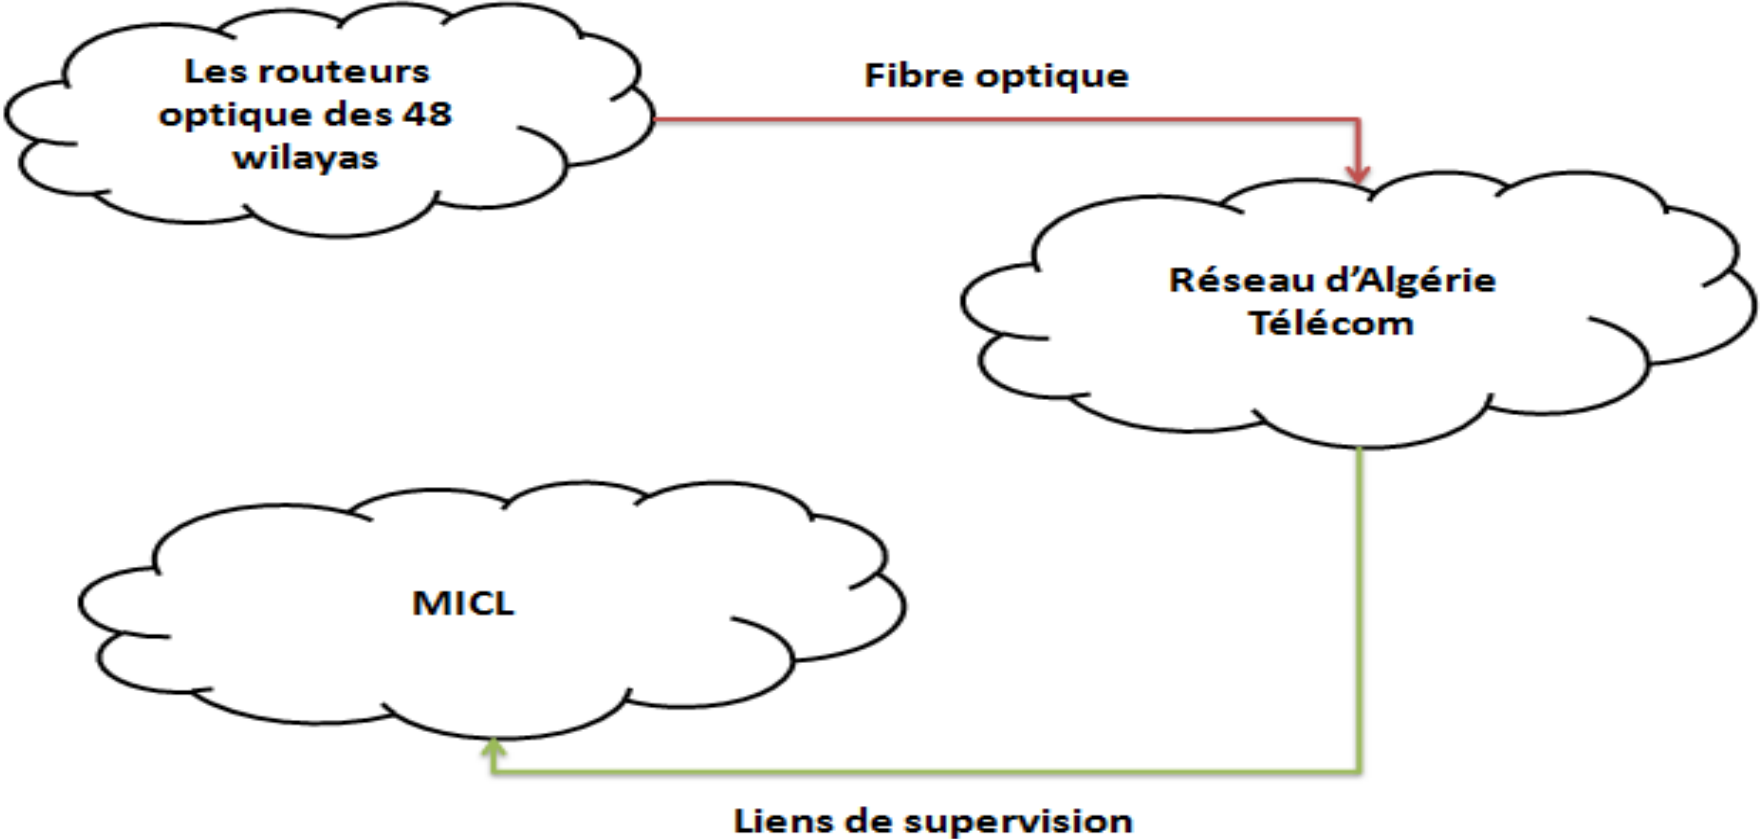 Les routeurs
optique des 48
wilayas
Fibre optique
Réseau d’Algérie
Télécom
MICL
Liens de supervision